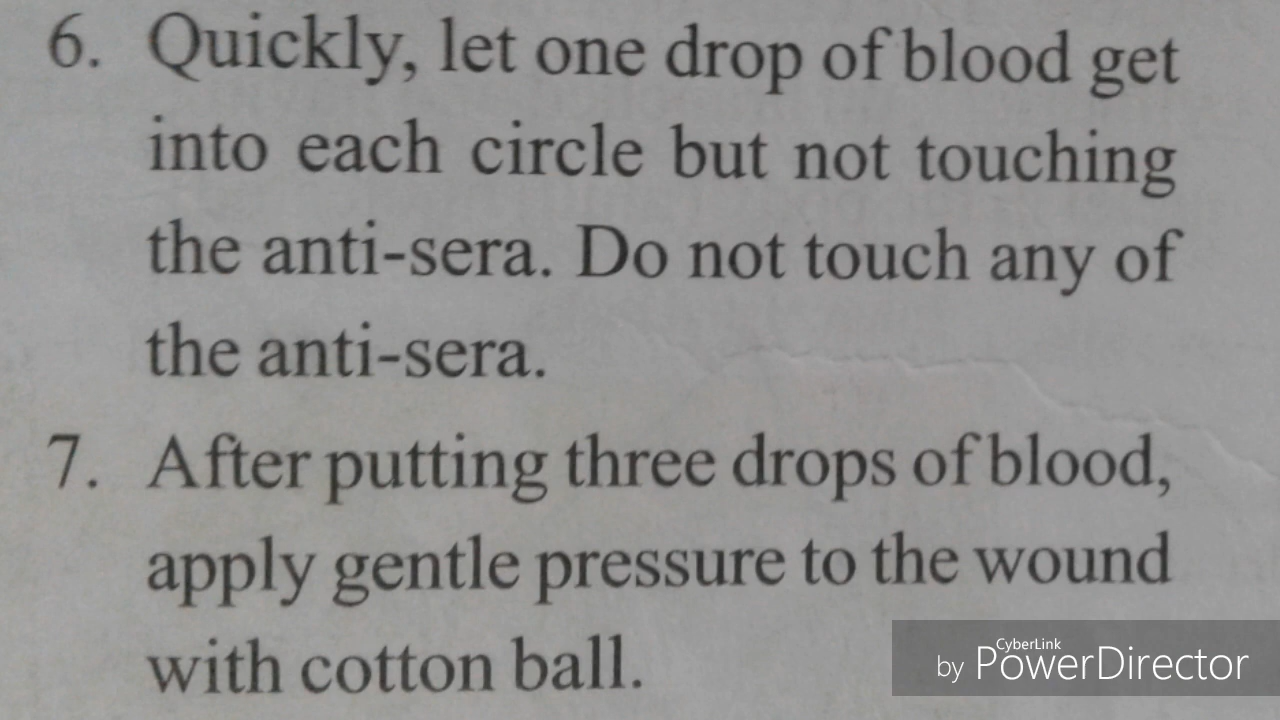 6. Quickly, let one drop of blood get
into each circle but not touching
the anti-sera. Do not touch any of
the anti-sera.
7. After putting three drops of blood,
apply gentle pressure to the wound
with cotton ball.
by CyberLink PowerDirector